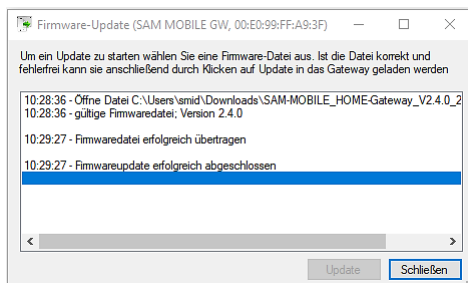 Firmware-Update (SAM MOBILE GW, 00:E0:99:FF:A9:3F)
Um ein Update zu starten wählen Sie eine Firmware-Datei aus. Ist die Datei korrekt und
fehlerfrei kann sie anschließend durch Klicken auf Update in das Gateway geladen werden
10:28:36 - Öffne Datei C:\Users\smid\Downloads\SAM-MOBILE_HOME-Gateway_V2.4.0_2
10:28:36 - gültige Firmwaredatei; Version 2.4.0
10:29:27 - Firmwaredatei erfolgreich übertragen
10:29:27 - Firmwareupdate erfolgreich abgeschlossen
Update Schließen